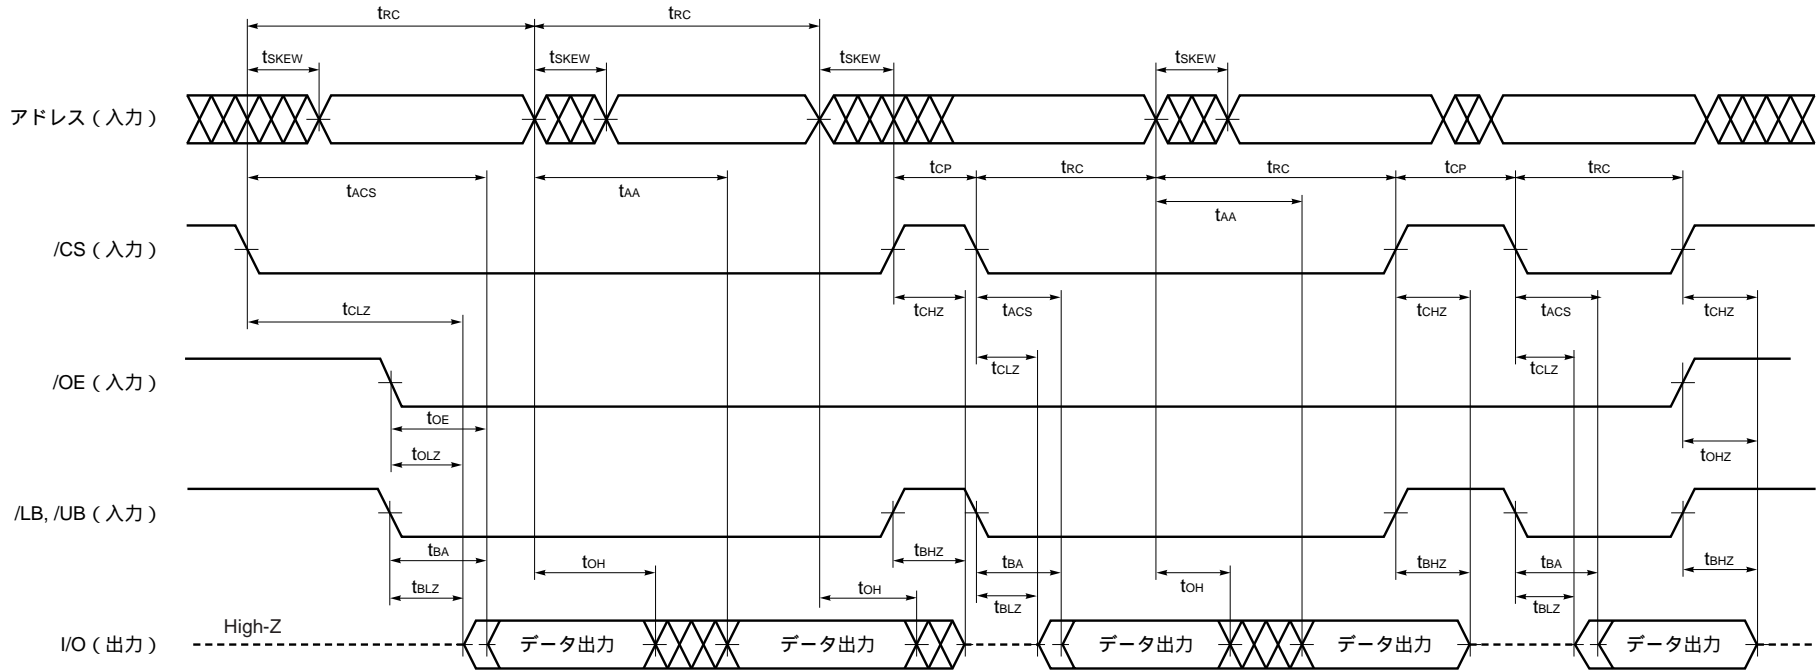 tRC tRC
tSKEW tSKEW tSKEW tSKEW
アドレス（入力）
tCP tRC tRC tCP tRC
tACS tAA tAA
/CS（入力）
tCLZ tCHZ tACS tCHZ tACS tCHZ
tCLZ tCLZ
/OE（入力）
tOE
tOLZ tOHZ
/LB, /UB（入力）
tBA tOH tBHZ tBA tOH tBHZ tBA tBHZ
tBLZ tOH tBLZ tBLZ
High-Z
I/O（出力） データ出力 データ出力 データ出力 データ出力 データ出力